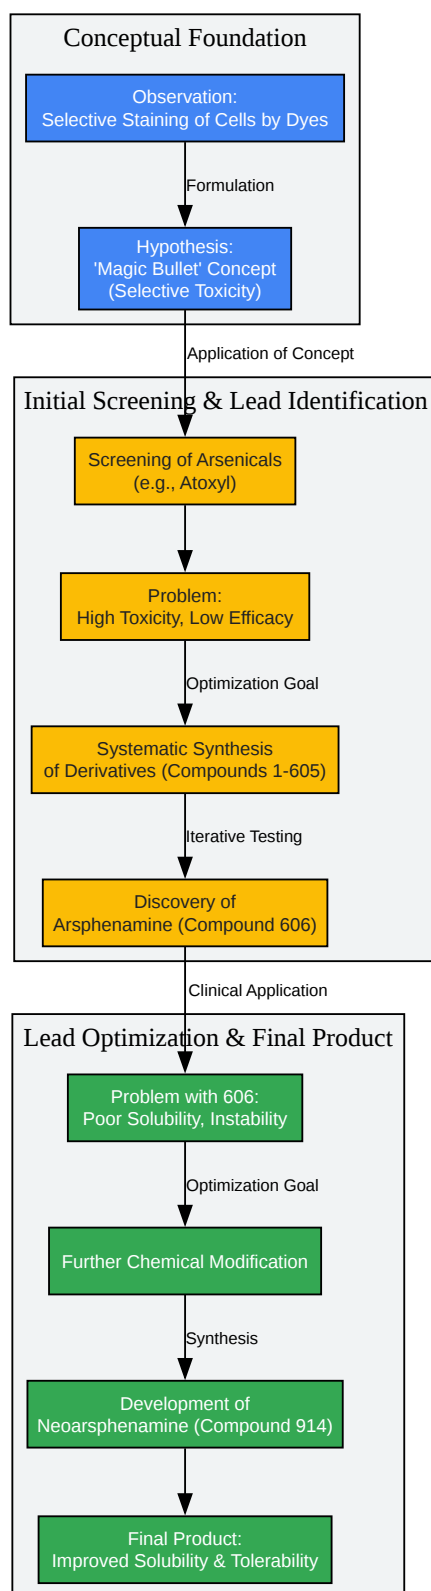 Conceptual Foundation
Observation:
Selective Staining of Cells by Dyes
Formulation
Hypothesis:
'Magic Bullet' Concept
(Selective Toxicity)
Application of Concept
Initial Screening & Lead Identification
Screening of Arsenicals
(e.g., Atoxyl)
Problem:
High Toxicity, Low Efficacy
Optimization Goal
Systematic Synthesis
of Derivatives (Compounds 1-605)
Iterative Testing
Discovery of
Arsphenamine (Compound 606)
Clinical Application
Lead Optimization & Final Product
Problem with 606:
Poor Solubility, Instability
Optimization Goal
Further Chemical Modification
Synthesis
Development of
Neoarsphenamine (Compound 914)
Final Product:
Improved Solubility & Tolerability